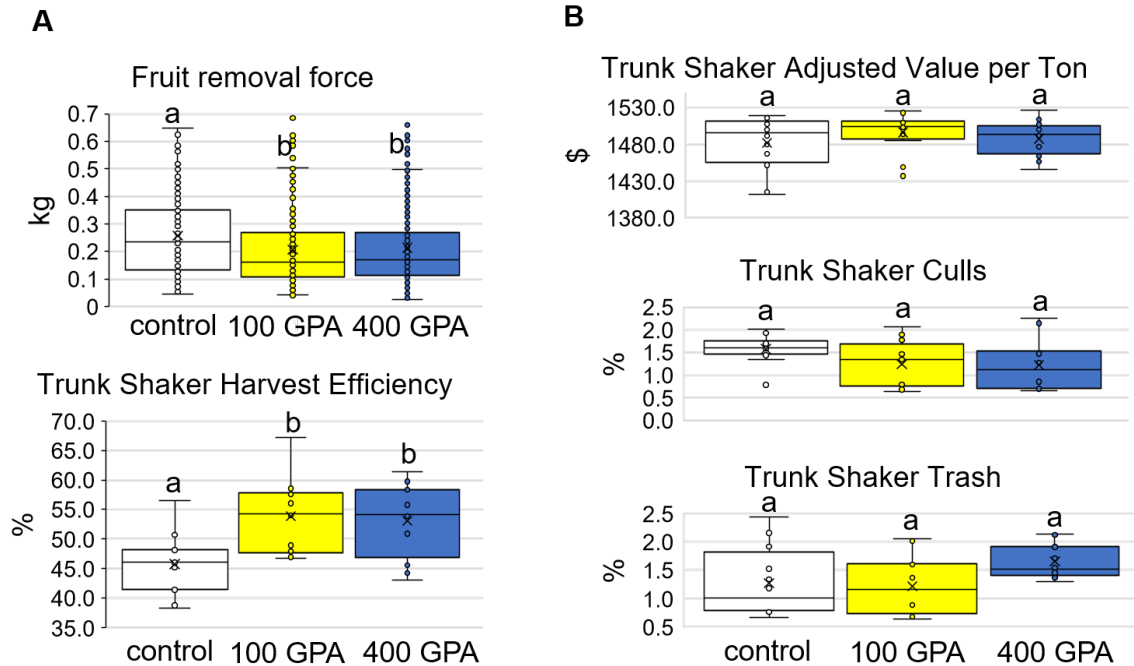 A
Fruit removal force
kg
0.7
0.6
0.5
0.4
0.3
0.2
0.1
0
a
b
b
control 100 GPA 400 GPA
Trunk Shaker Harvest Efficiency
%
70.0
65.0
60.0
55.0
50.0
45.0
40.0
35.0
a
b
b
control 100 GPA 400 GPA
B
Trunk Shaker Adjusted Value per Ton
$
1530.0
1480.0
1430.0
1380.0
a
a
a
Trunk Shaker Culls
%
2.5
2.0
1.5
1.0
0.5
0.0
a
a
a
Trunk Shaker Trash
%
2.5
2.0
1.5
1.0
0.5
a
a
a
control 100 GPA 400 GPA